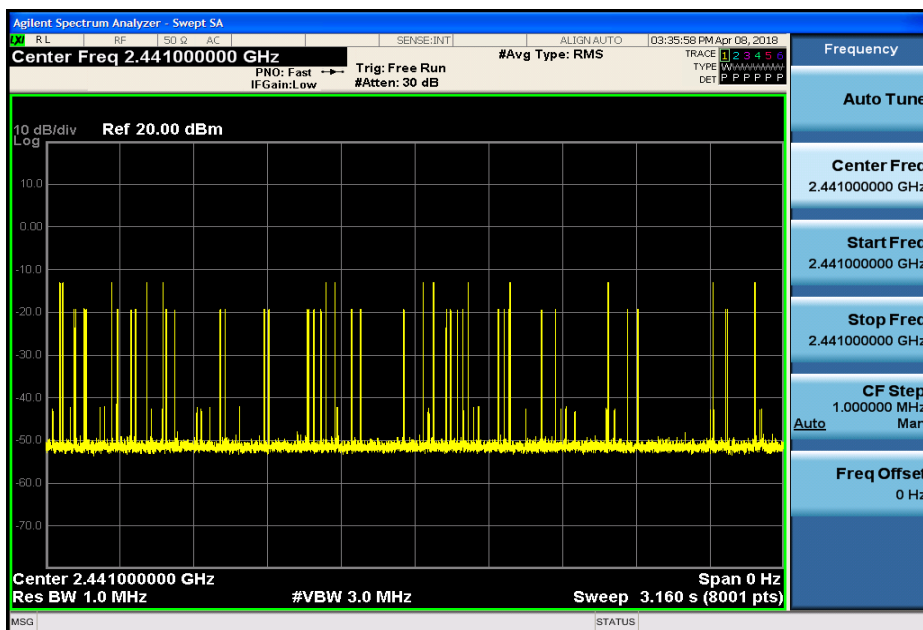 Agilent Spectrum Analyzer - Swept SA
LXI RL RF 50 Ω AC SENSE:INT ALIGN AUTO 03:35:58 PM Apr 08, 2018
Center Freq 2.441000000 GHz #Avg Type: RMS TRACE 1 2 3 4 5 6
PNO: Fast Trig: Free Run TYPE WWWWWW
IFGain:Low #Atten: 30 dB DET P P P P P P
10 dB/div Ref 20.00 dBm
Log
10.0
0.00
-10.0
-20.0
-30.0
-40.0
-50.0
-60.0
-70.0
Center 2.441000000 GHz Span 0 Hz
Res BW 1.0 MHz #VBW 3.0 MHz Sweep 3.160 s (8001 pts)
MSG STATUS
Frequency
Auto Tune
Center Freq
2.441000000 GHz
Start Freq
2.441000000 GHz
Stop Freq
2.441000000 GHz
CF Step
1.000000 MHz
Auto Man
Freq Offset
0 Hz